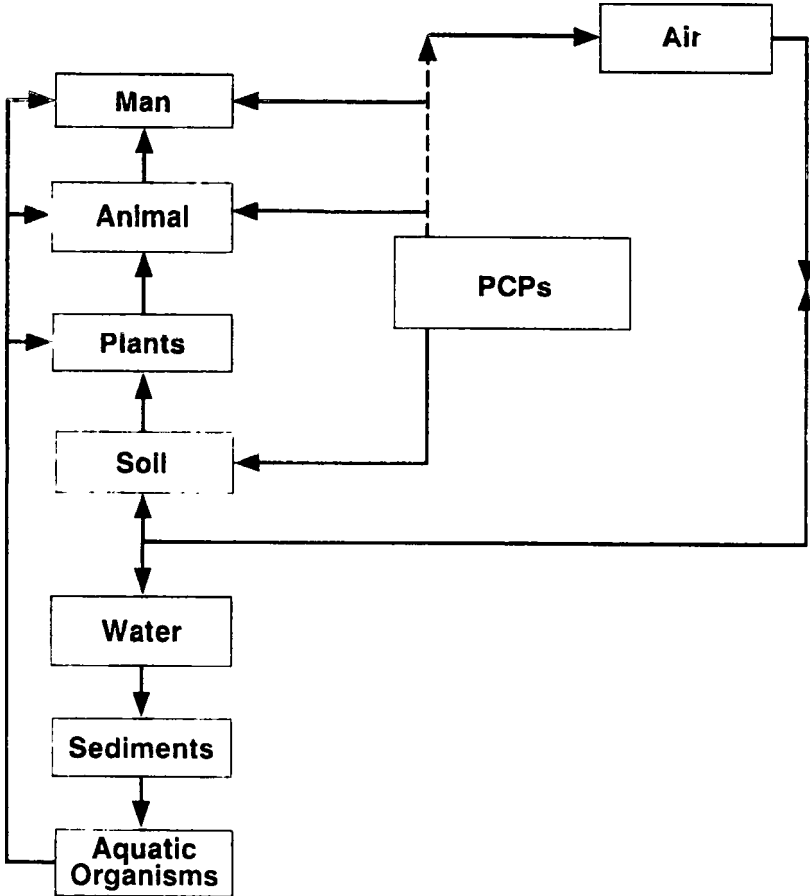 Air
Man
Animal
PCPs
Plants
Soil
Water
Sediments
Aquatic
Organisms